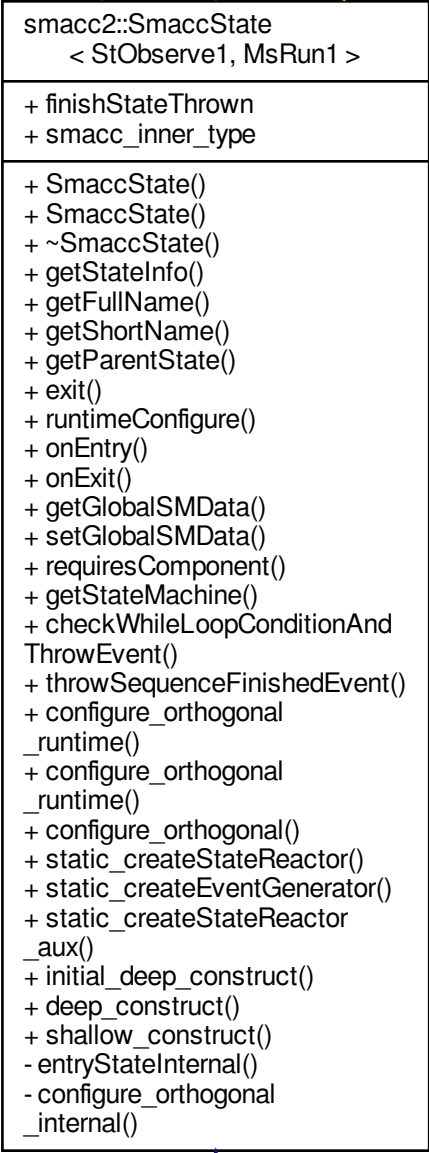 smacc2::SmaccState
< StObserve1, MsRun1 >
+ finishStateThrown
+ smacc_inner_type
+ SmaccState()
+ SmaccState()
+ ~SmaccState()
+ getStateInfo()
+ getFullName()
+ getShortName()
+ getParentState()
+ exit()
+ runtimeConfigure()
+ onEntry()
+ onExit()
+ getGlobalSMData()
+ setGlobalSMData()
+ requiresComponent()
+ getStateMachine()
+ checkWhileLoopConditionAnd
ThrowEvent()
+ throwSequenceFinishedEvent()
+ configure_orthogonal
_runtime()
+ configure_orthogonal
_runtime()
+ configure_orthogonal()
+ static_createStateReactor()
+ static_createEventGenerator()
+ static_createStateReactor
_aux()
+ initial_deep_construct()
+ deep_construct()
+ shallow_construct()
- entryStateInternal()
- configure_orthogonal
_internal()